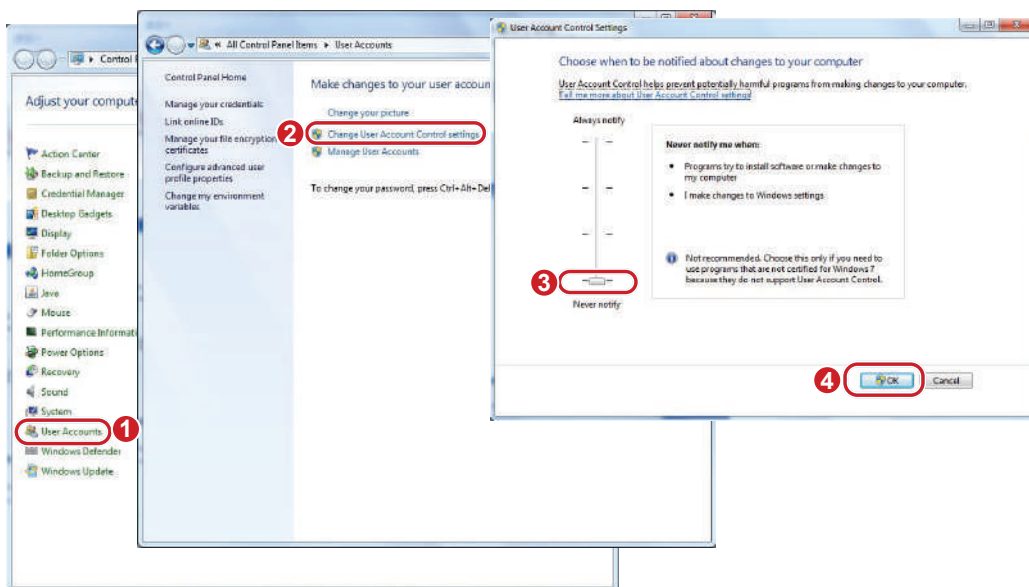 Control
Adjust your compute
Action Center
Backup and Restore
Credential Manager
Desktop Gadgets
Display
Folder Options
HomeGroup
Java
Mouse
Performance Informati
Power Options
Recovery
Sound
System
User Accounts
1
Windows Defender
Windows Update
All Control Panel Items
User Accounts
Control Panel Home
Manage your credentials
Link online IDs
Manage your file encryption
certificates
Configure advanced user
profile properties
Change my environment
variables
Make changes to your user accoun
Change your picture
2
Change User Account Control settings
Manage User Accounts
To change your password, press Ctrl+Alt+Del
User Account Control Settings
Choose when to be notified about changes to your computer
User Account Control helps prevent potentially harmful programs from making changes to your computer.
Tell me more about User Account Control settings
Always notify
Never notify me when:
• Programs try to install software or make changes to
my computer
• I make changes to Windows settings
Not recommended. Choose this only if you need to
use programs that are not certified for Windows 7
because they do not support User Account Control.
3
Never notify
4
OK
Cancel